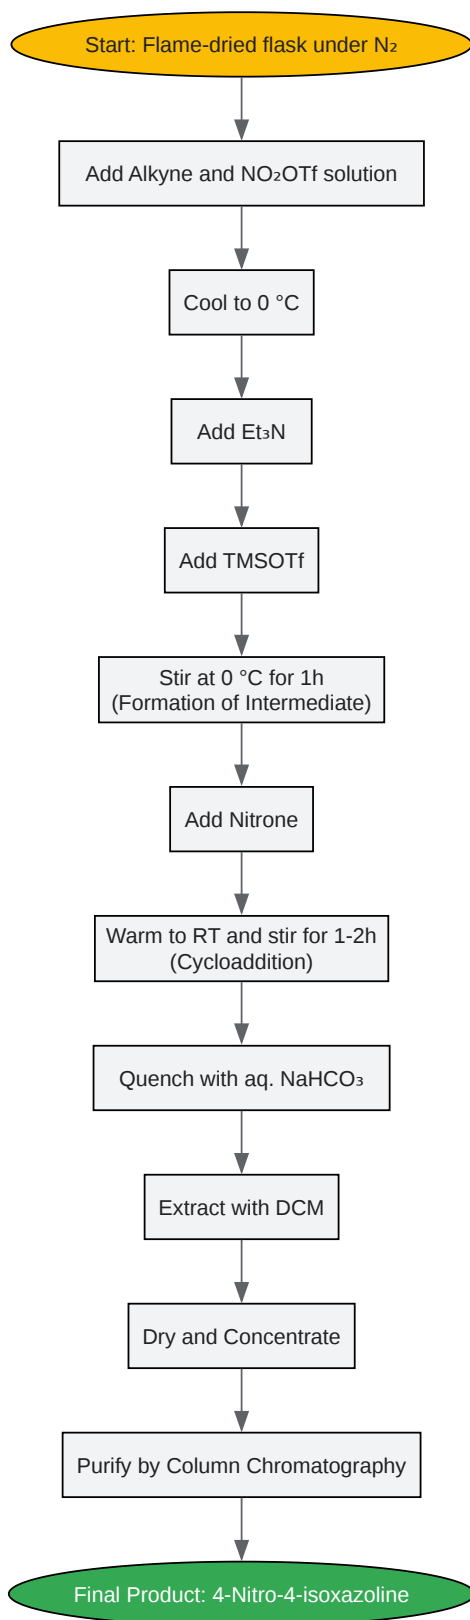 Start: Flame-dried flask under N₂
Add Alkyne and NO₂OTf solution
Cool to 0 °C
Add Et₃N
Add TMSOTf
Stir at 0 °C for 1h
(Formation of Intermediate)
Add Nitrone
Warm to RT and stir for 1-2h
(Cycloaddition)
Quench with aq. NaHCO₃
Extract with DCM
Dry and Concentrate
Purify by Column Chromatography
Final Product: 4-Nitro-4-isoxazoline